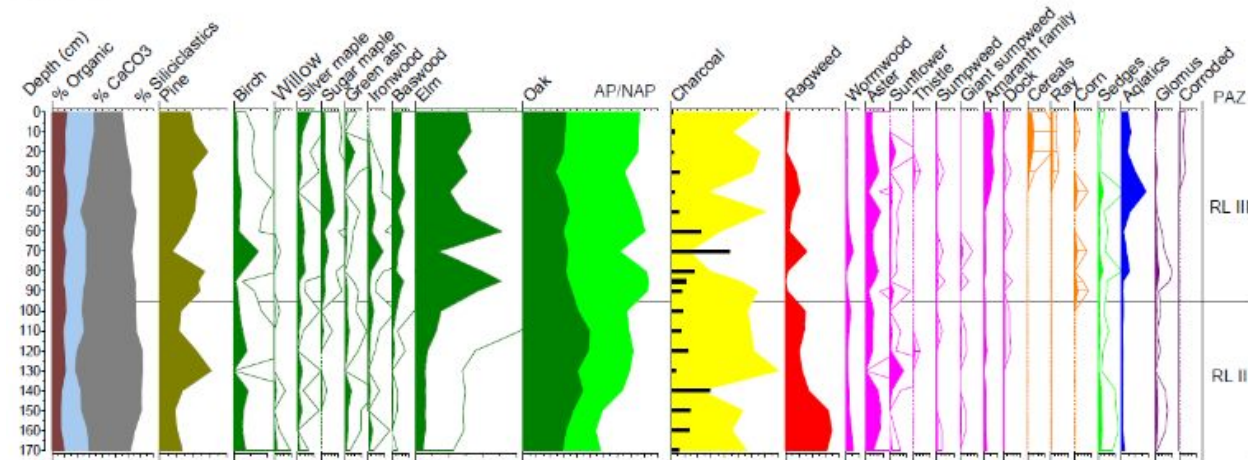 Depth (cm)
% Organic
% CaCO3
% Siliciclastics
Pine
Birch
Willow
Silver maple
Sugar maple
Green ash
Ironwood
Baswood
Elm
Oak
AP/NAP
Charcoal
Ragweed
Wormwood
Aster
Sunflower
Thistle
Sumpweed
Giant sumpweed
Amaranth family
Dock
Cereals
Ray
Corn
Sedges
Aqiatics
Glomus
Corroded
PAZ
0
10
20
30
40
50
60
70
80
90
100
110
120
130
140
150
160
170
RL III
RL II